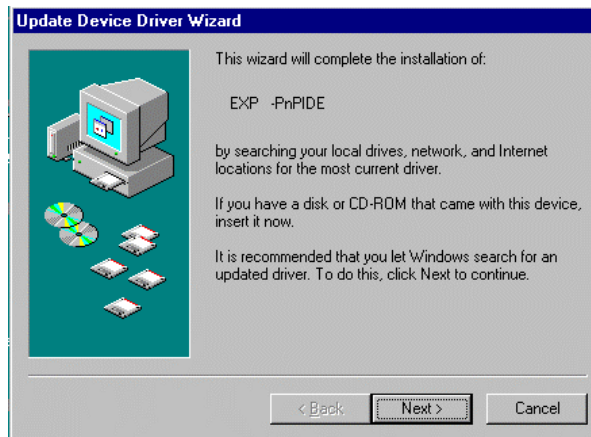 Update Device Driver Wizard
This wizard will complete the installation of:
EXP -PnPIDE
by searching your local drives, network, and Internet
locations for the most current driver.
If you have a disk or CD-ROM that came with this device,
insert it now.
It is recommended that you let Windows search for an
updated driver. To do this, click Next to continue.
< Back
Next >
Cancel